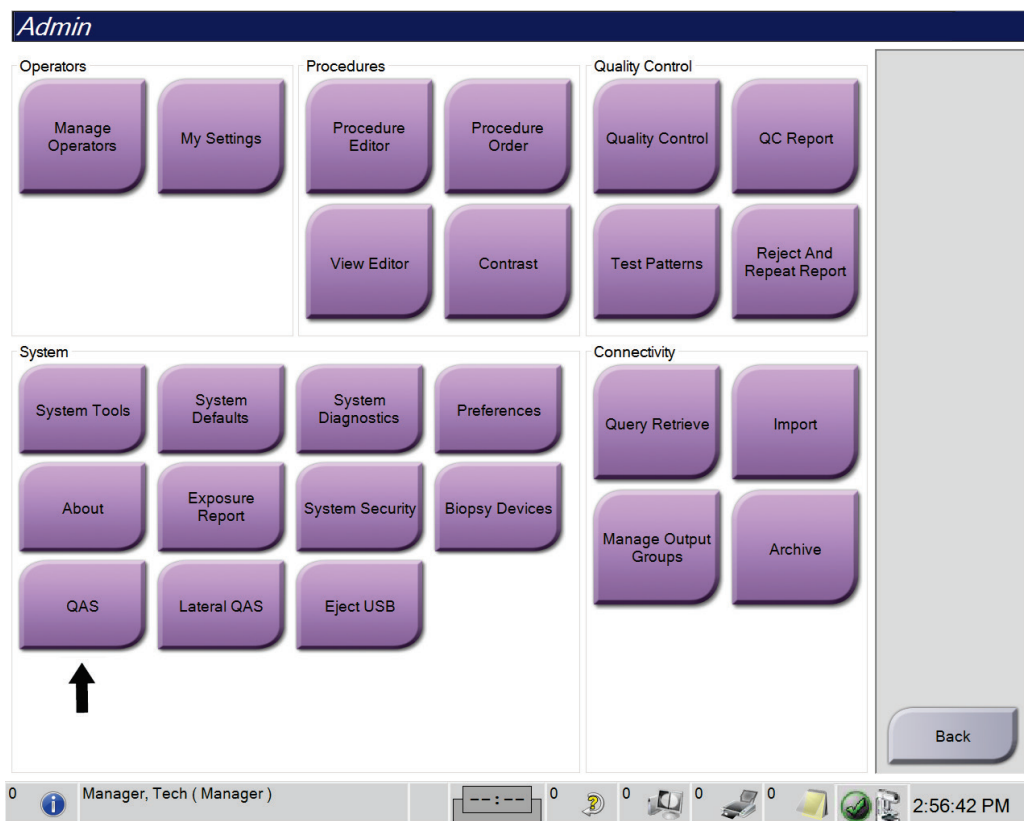 Admin
Operators
Manage
Operators
My Settings
Procedures
Procedure
Editor
Procedure
Order
View Editor
Contrast
Quality Control
Quality Control
QC Report
Test Patterns
Reject And
Repeat Report
System
System Tools
System
Defaults
System
Diagnostics
Preferences
About
Exposure
Report
System Security
Biopsy Devices
QAS
Lateral QAS
Eject USB
Connectivity
Query Retrieve
Import
Manage Output
Groups
Archive
Back
0
Manager, Tech ( Manager )
--:--
0
0
0
0
2:56:42 PM